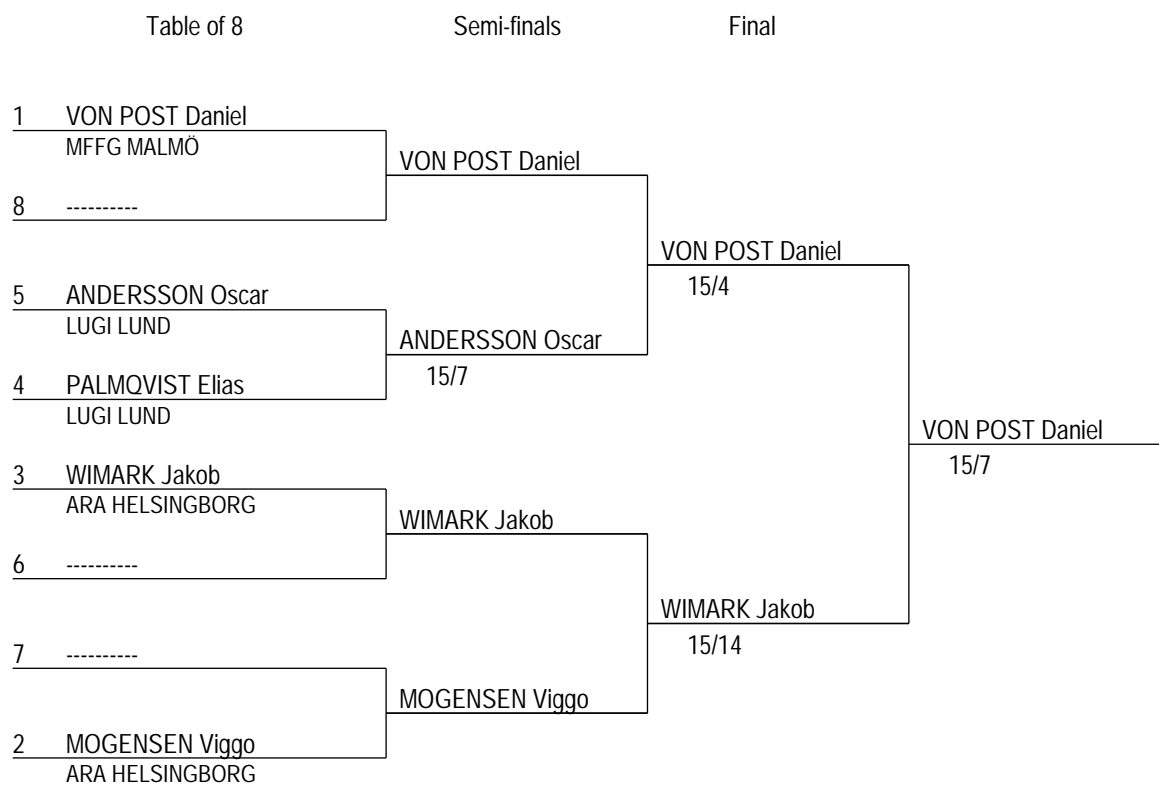 Table of 8 Semi-finals Final
1 VON POST Daniel
MFFG MALMÖ
VON POST Daniel
8 ----------
VON POST Daniel
15/4
5 ANDERSSON Oscar
LUGI LUND
ANDERSSON Oscar
15/7
4 PALMQVIST Elias
LUGI LUND
VON POST Daniel
15/7
3 WIMARK Jakob
ARA HELSINGBORG
WIMARK Jakob
6 ----------
WIMARK Jakob
15/14
7 ----------
MOGENSEN Viggo
2 MOGENSEN Viggo
ARA HELSINGBORG